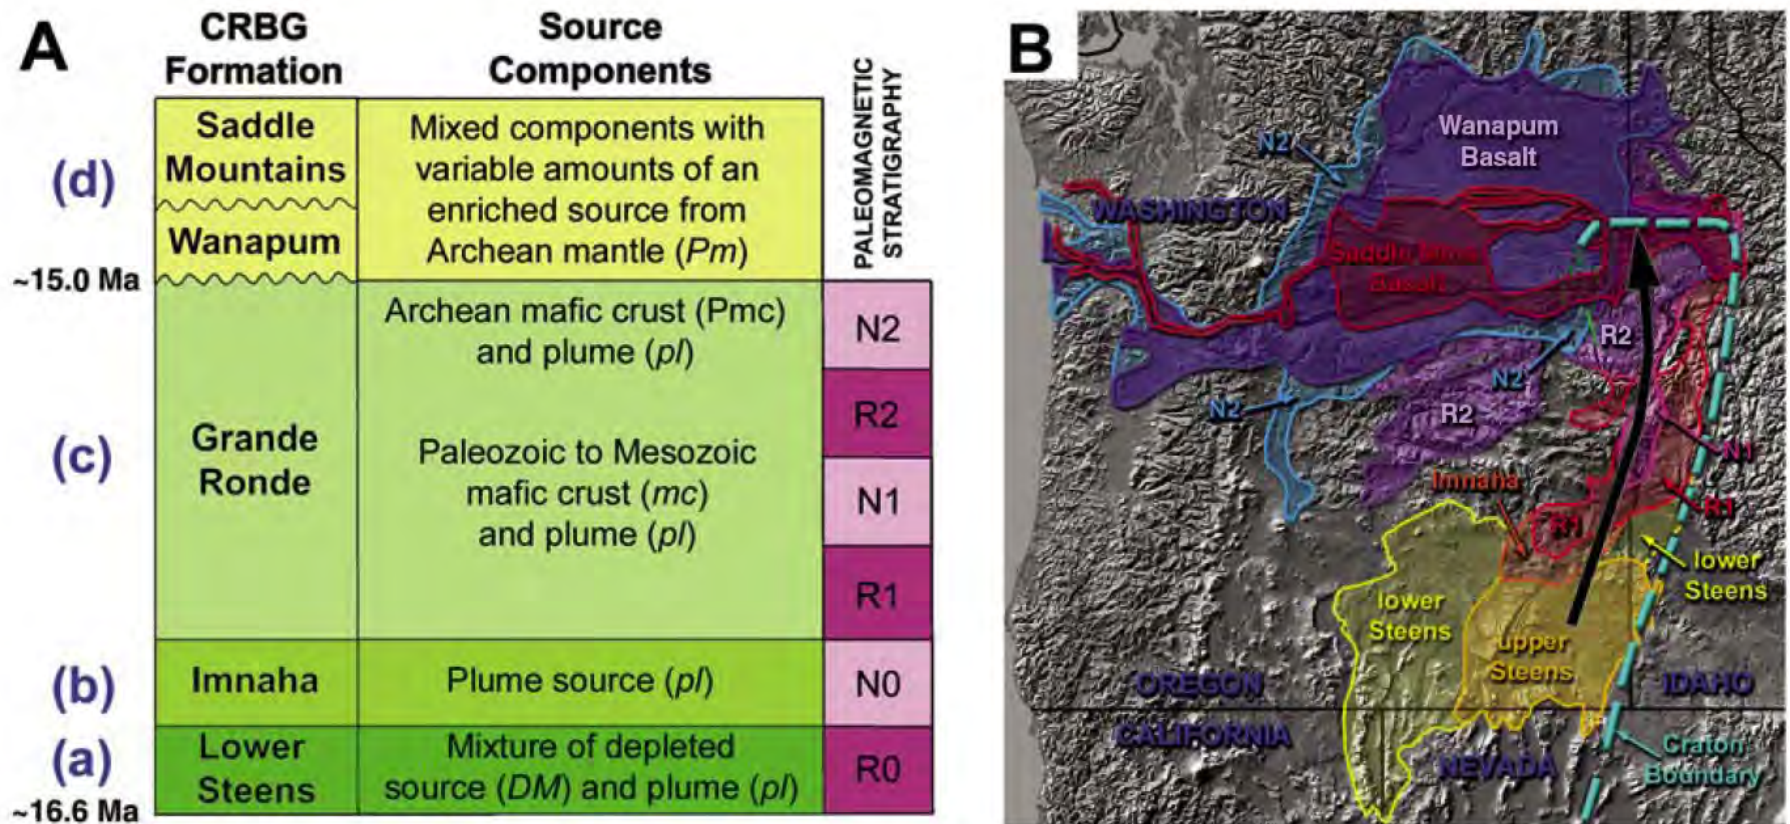 A
CRBG
Formation
Source
Components
PALEOMAGNETIC
STRATIGRAPHY
(d)
Saddle
Mountains
Wanapum
Mixed components with
variable amounts of an
enriched source from
Archean mantle (Pm)
~15.0 Ma
(c)
Grande
Ronde
Archean mafic crust (Pmc)
and plume (pl)
Paleozoic to Mesozoic
mafic crust (mc)
and plume (pl)
N2
R2
N1
R1
(b)
Imnaha
Plume source (pl)
N0
(a)
Lower
Steens
Mixture of depleted
source (DM) and plume (pl)
R0
~16.6 Ma
B
Wanapum
Basalt
N2
WASHINGTON
Saddle Mtns
Basalt
R2
N2
N2
R2
N1
Imnaha
R1
R1
lower
Steens
lower
Steens
upper
Steens
OREGON
IDAHO
CALIFORNIA
NEVADA
Craton
Boundary